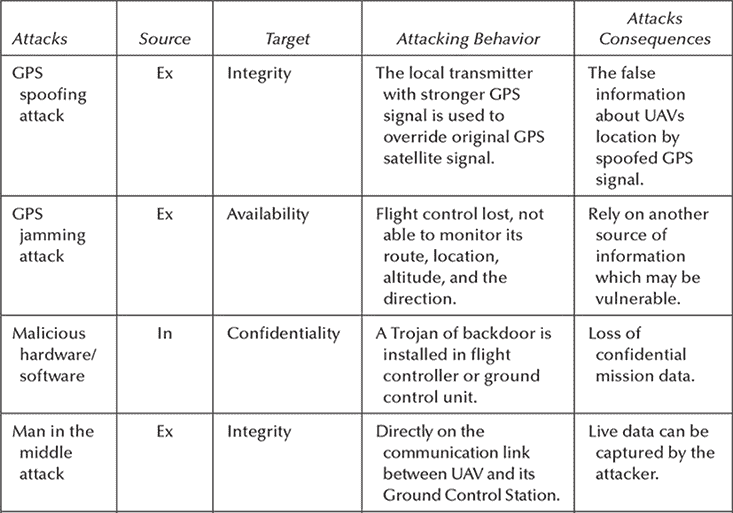 Attacks Source Target Attacking Behavior Attacks Consequences
GPS spoofing attack
Ex
Integrity
The local transmitter
with stronger GPS
signal is used to
override original GPS
satellite signal.
The false
information
about UAVs
location by
spoofed GPS
signal.
GPS
jamming
attack
Ex
Availability
Flight control lost, not
able to monitor its
route, location,
altitude, and the
direction.
Rely on another
source of
information
which may be
vulnerable.
Malicious
hardware/
software
In
Confidentiality
A Trojan of backdoor is
installed in flight
controller or ground
control unit.
Loss of
confidential
mission data.
Man in the
middle
attack
Ex
Integrity
Directly on the
communication link
between UAV and its
Ground Control Station.
Live data can be
captured by the
attacker.